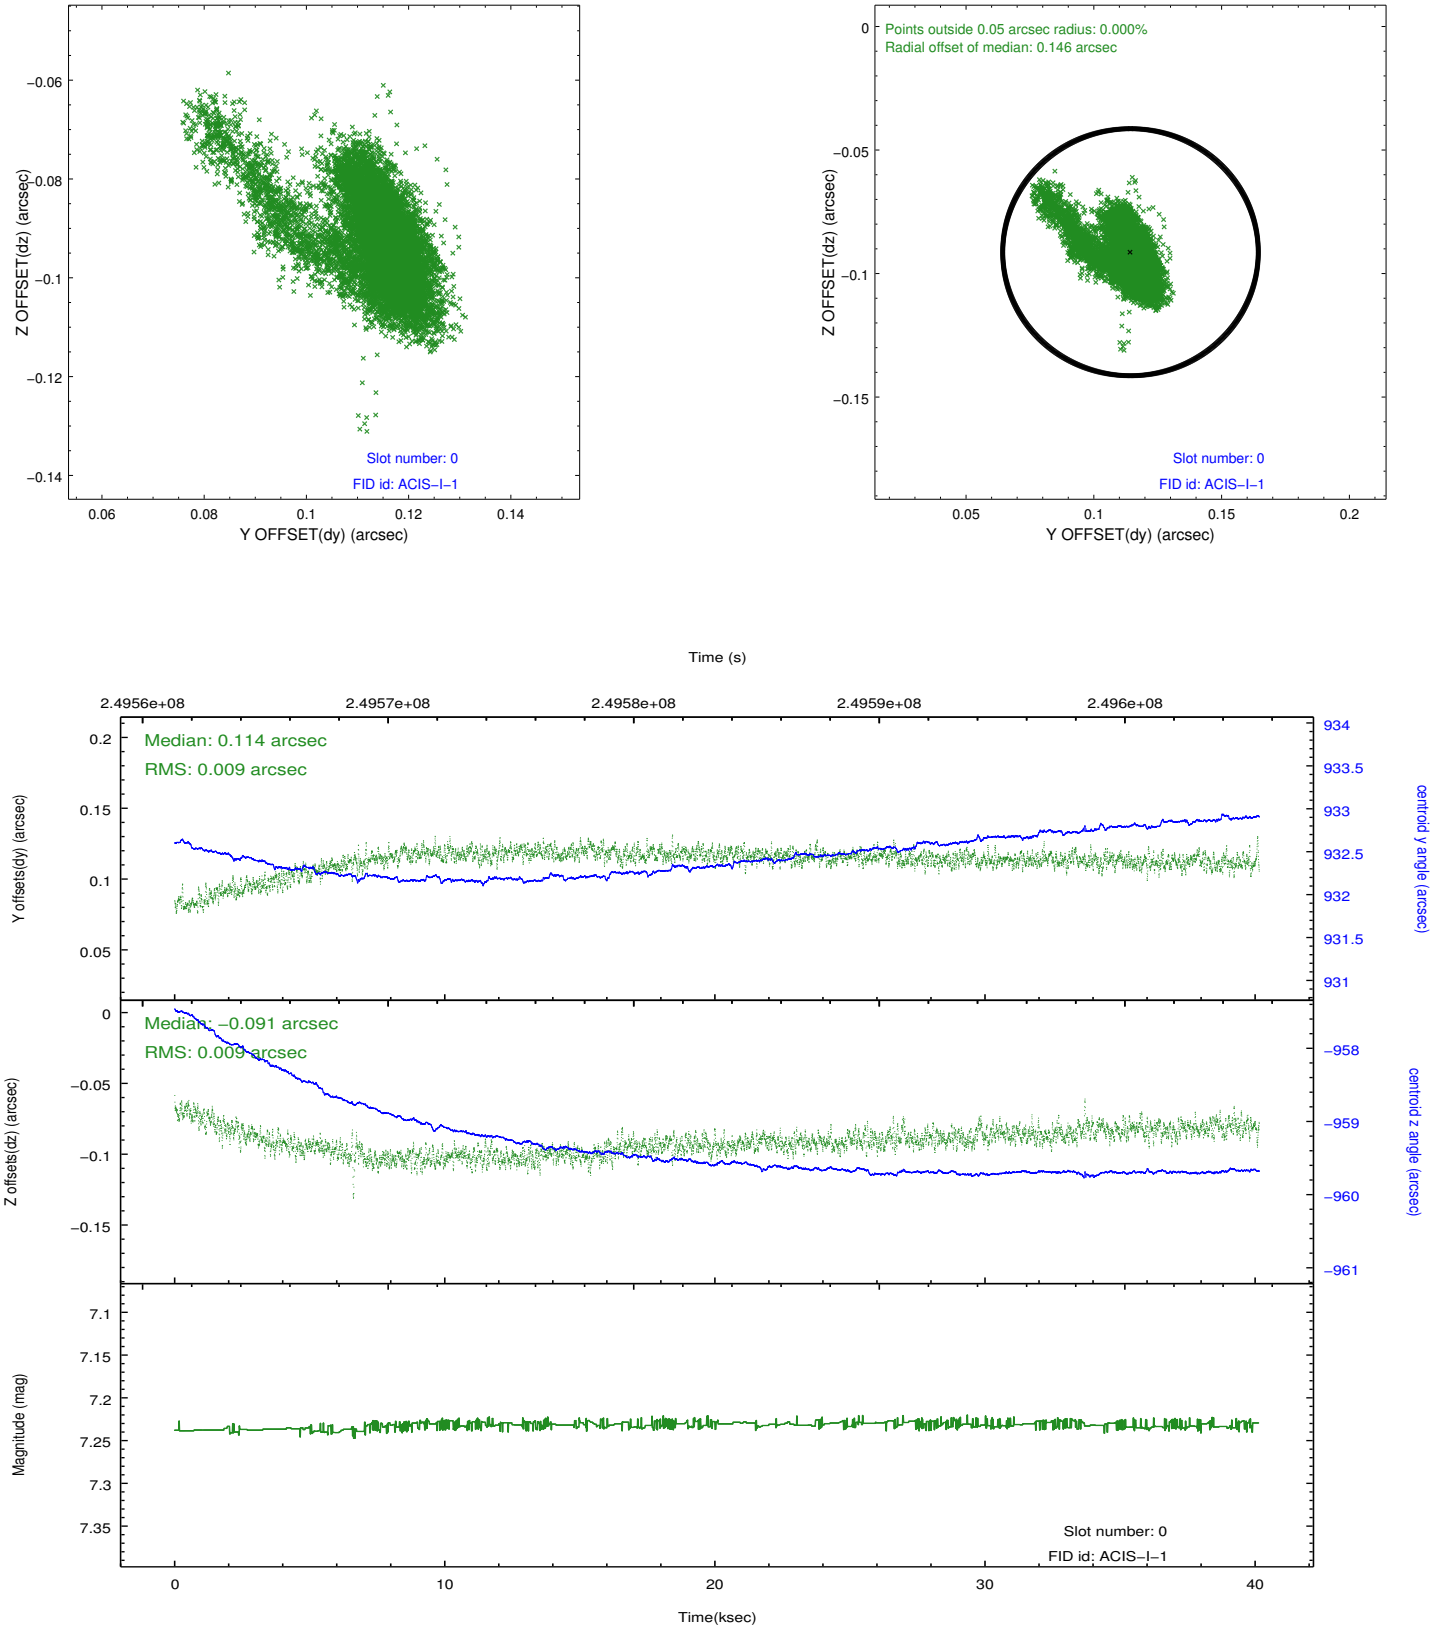 −0.06
−0.08
−0.1
−0.12
−0.14
Z OFFSET(dz) (arcsec)
Slot number: 0
FID id: ACIS−I−1
0.06 0.08 0.1 0.12 0.14
Y OFFSET(dy) (arcsec)
Points outside 0.05 arcsec radius: 0.000%
Radial offset of median: 0.146 arcsec
0
−0.05
−0.1
−0.15
Z OFFSET(dz) (arcsec)
Slot number: 0
FID id: ACIS−I−1
0.05 0.1 0.15 0.2
Y OFFSET(dy) (arcsec)
Time (s)
2.4956e+08 2.4957e+08 2.4958e+08 2.4959e+08 2.496e+08
Median: 0.114 arcsec
RMS: 0.009 arcsec
0.2
0.15
0.1
0.05
Y offsets(dy) (arcsec)
934
933.5
933
932.5
932
931.5
931
centroid y angle (arcsec)
Median: −0.091 arcsec
RMS: 0.009 arcsec
0
−0.05
−0.1
−0.15
Z offsets(dz) (arcsec)
−958
−959
−960
−961
centroid z angle (arcsec)
7.1
7.15
7.2
7.25
7.3
7.35
Magnitude (mag)
Slot number: 0
FID id: ACIS−I−1
0 10 20 30 40
Time(ksec)